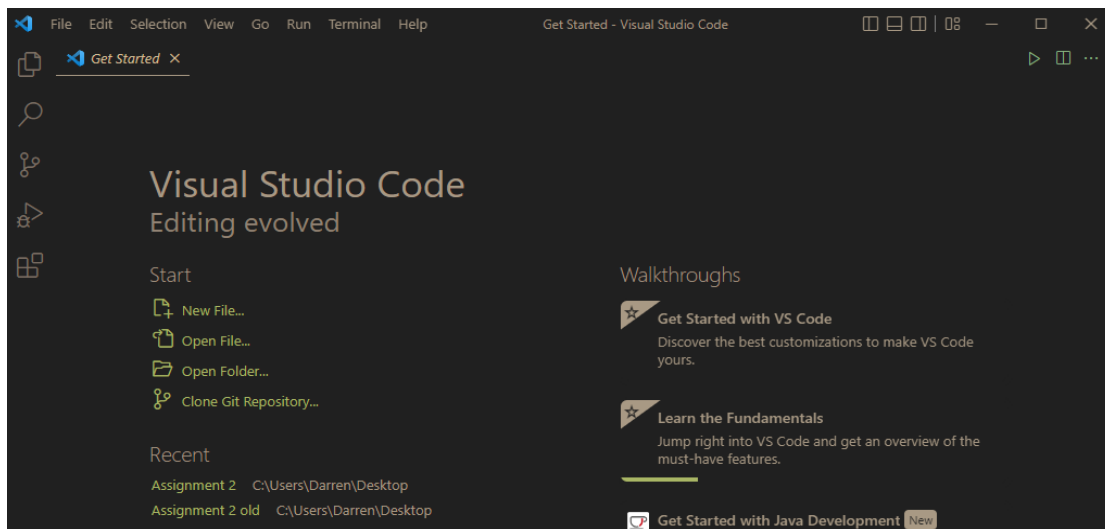 File Edit Selection View Go Run Terminal Help
Get Started - Visual Studio Code
Get Started
Visual Studio Code
Editing evolved
Start
New File...
Open File...
Open Folder...
Clone Git Repository...
Recent
Assignment 2 C:\Users\Darren\Desktop
Assignment 2 old C:\Users\Darren\Desktop
Walkthroughs
Get Started with VS Code
Discover the best customizations to make VS Code
yours.
Learn the Fundamentals
Jump right into VS Code and get an overview of the
must-have features.
Get Started with Java Development New